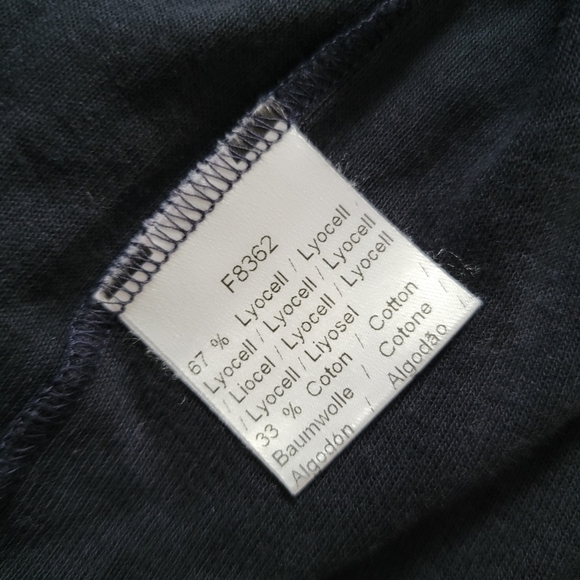 F8362
67 % Lyocell / Lyocell
Lyocell / Lyocell / Lyocell
/ Liocel / Lyocell / Lyocell
/ Lyocell / Liyosel
33 % Coton / Cotton /
Baumwolle / Cotone /
Algodón / Algodão